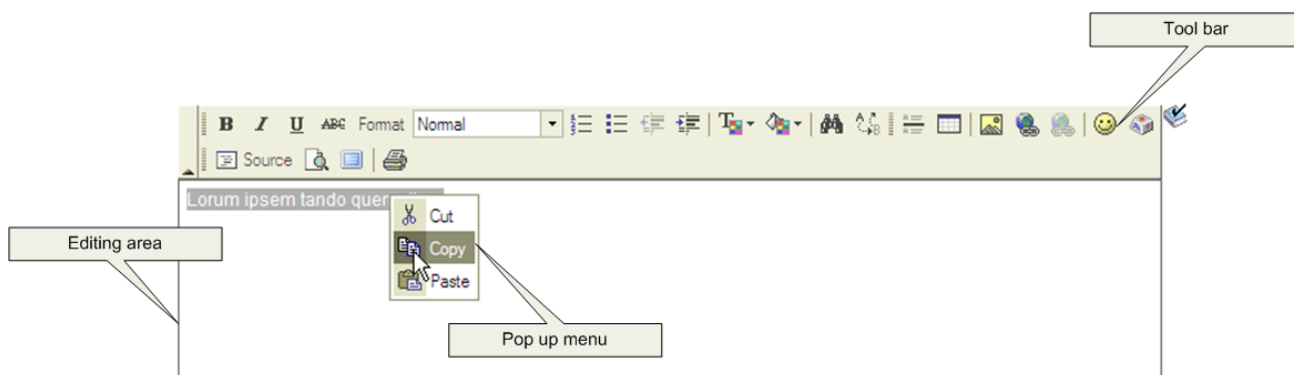 Tool bar
B I U ABC Format Normal
Source
Lorum ipsem tando quer
Cut
Editing area
Copy
Paste
Pop up menu